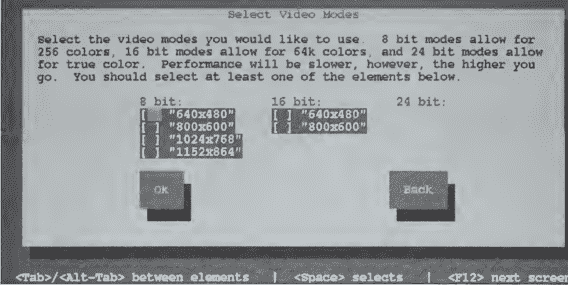 Select Video Modes
Select the video modes you would like to use. 8 bit modes allow for
256 colors, 16 bit modes allow for 64k colors, and 24 bit modes allow
for true color. Performance will be slower, however, the higher you
go. You should select at least one of the elements below.
8 bit: 16 bit: 24 bit:
[ ] "640x480" [ ] "640x480"
[ ] "800x600" [ ] "800x600"
[ ] "1024x768"
[ ] "1152x864"
Ok Back
<Tab>/<Alt-Tab> between elements | <Space> selects | <F12> next screen